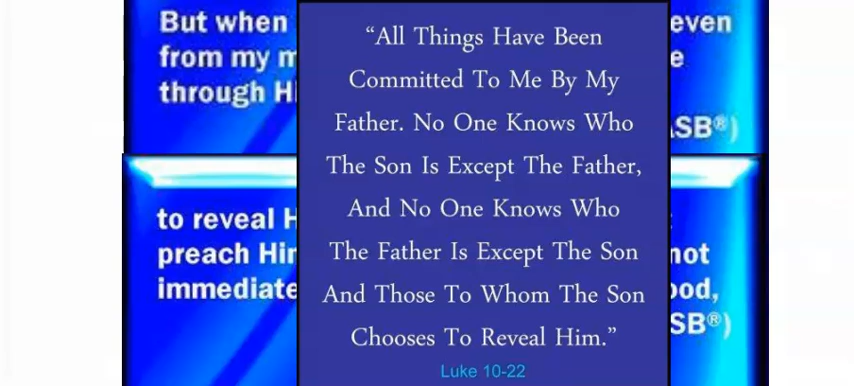 But when
from my
through
even
SB®)
to reveal
preach
immediate
not
SB®)
“All Things Have Been
Committed To Me By My
Father. No One Knows Who
The Son Is Except The Father,
And No One Knows Who
The Father Is Except The Son
And Those To Whom The Son
Chooses To Reveal Him.”
Luke 10-22